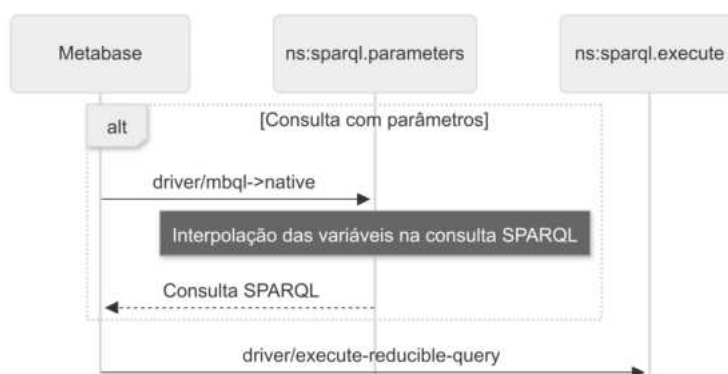 Metabase
ns:sparql.parameters
ns:sparql.execute
alt
[Consulta com parâmetros]
driver/mbql->native
Interpolação das variáveis na consulta SPARQL
Consulta SPARQL
driver/execute-reducible-query